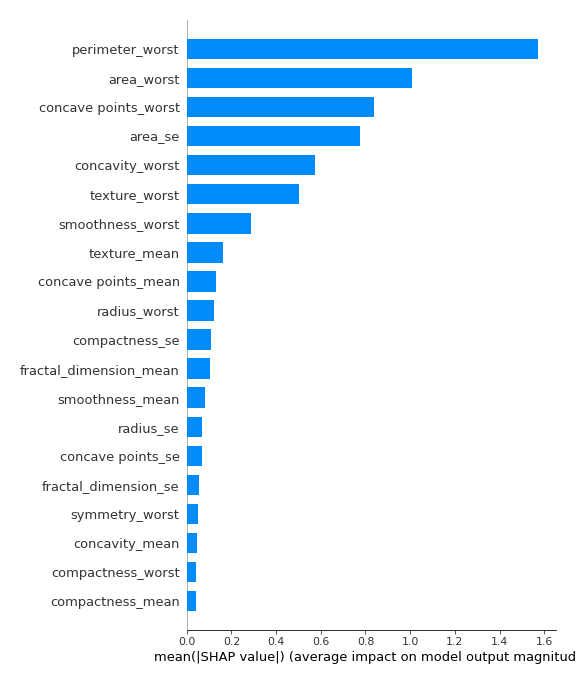 perimeter_worst
area_worst
concave points_worst
area_se
concavity_worst
texture_worst
smoothness_worst
texture_mean
concave points_mean
radius_worst
compactness_se
fractal_dimension_mean
smoothness_mean
radius_se
concave points_se
fractal_dimension_se
symmetry_worst
concavity_mean
compactness_worst
compactness_mean
0.0 0.2 0.4 0.6 0.8 1.0 1.2 1.4 1.6
mean(|SHAP value|) (average impact on model output magnitud